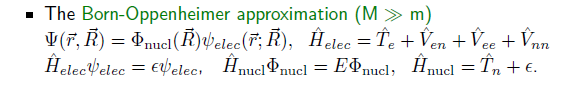 ▪ The Born-Oppenheimer approximation (M ≫ m)
Ψ(r⃗, R⃗) = Φ_nucl(R⃗)ψ_elec(r⃗; R⃗), Ĥ_elec = T̂_e + V̂_en + V̂_ee + V̂_nn
Ĥ_elec ψ_elec = ϵψ_elec, Ĥ_nucl Φ_nucl = EΦ_nucl, Ĥ_nucl = T̂_n + ϵ.